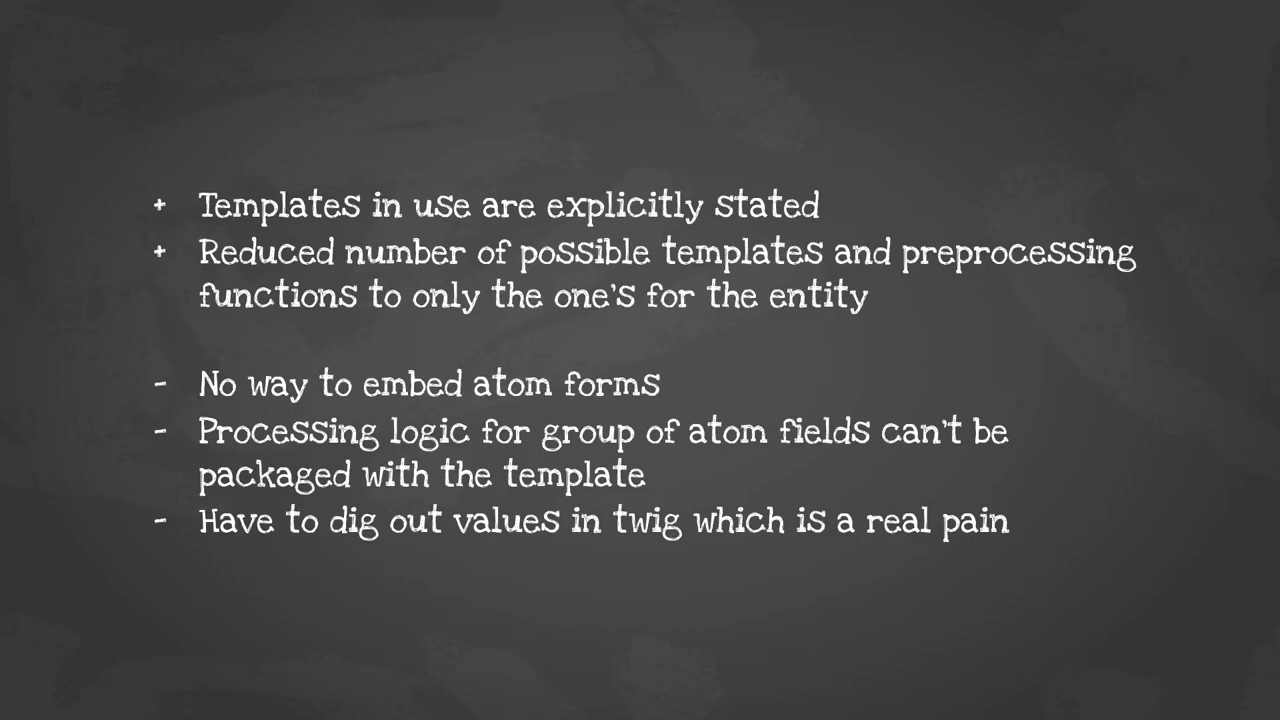 + Templates in use are explicitly stated
+ Reduced number of possible templates and preprocessing
functions to only the one's for the entity
- No way to embed atom forms
- Processing logic for group of atom fields can't be
packaged with the template
- Have to dig out values in twig which is a real pain